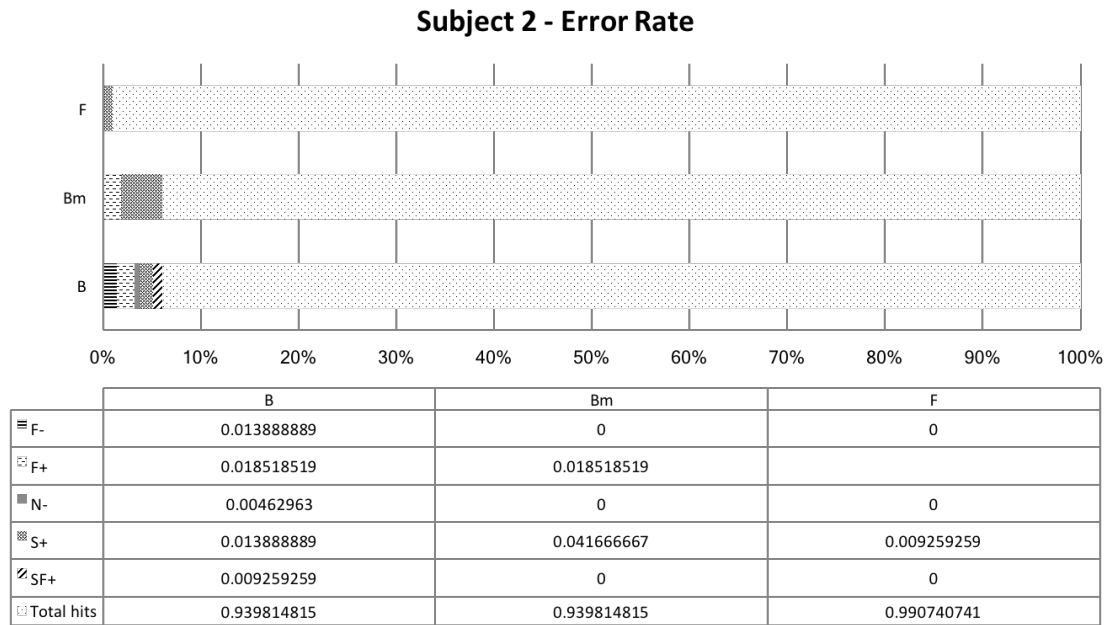 Subject 2 - Error Rate
F
Bm
B
0% 10% 20% 30% 40% 50% 60% 70% 80% 90% 100%
B Bm F
F- 0.013888889 0 0
F+ 0.018518519 0.018518519
N- 0.00462963 0 0
S+ 0.013888889 0.041666667 0.009259259
SF+ 0.009259259 0 0
Total hits 0.939814815 0.939814815 0.990740741